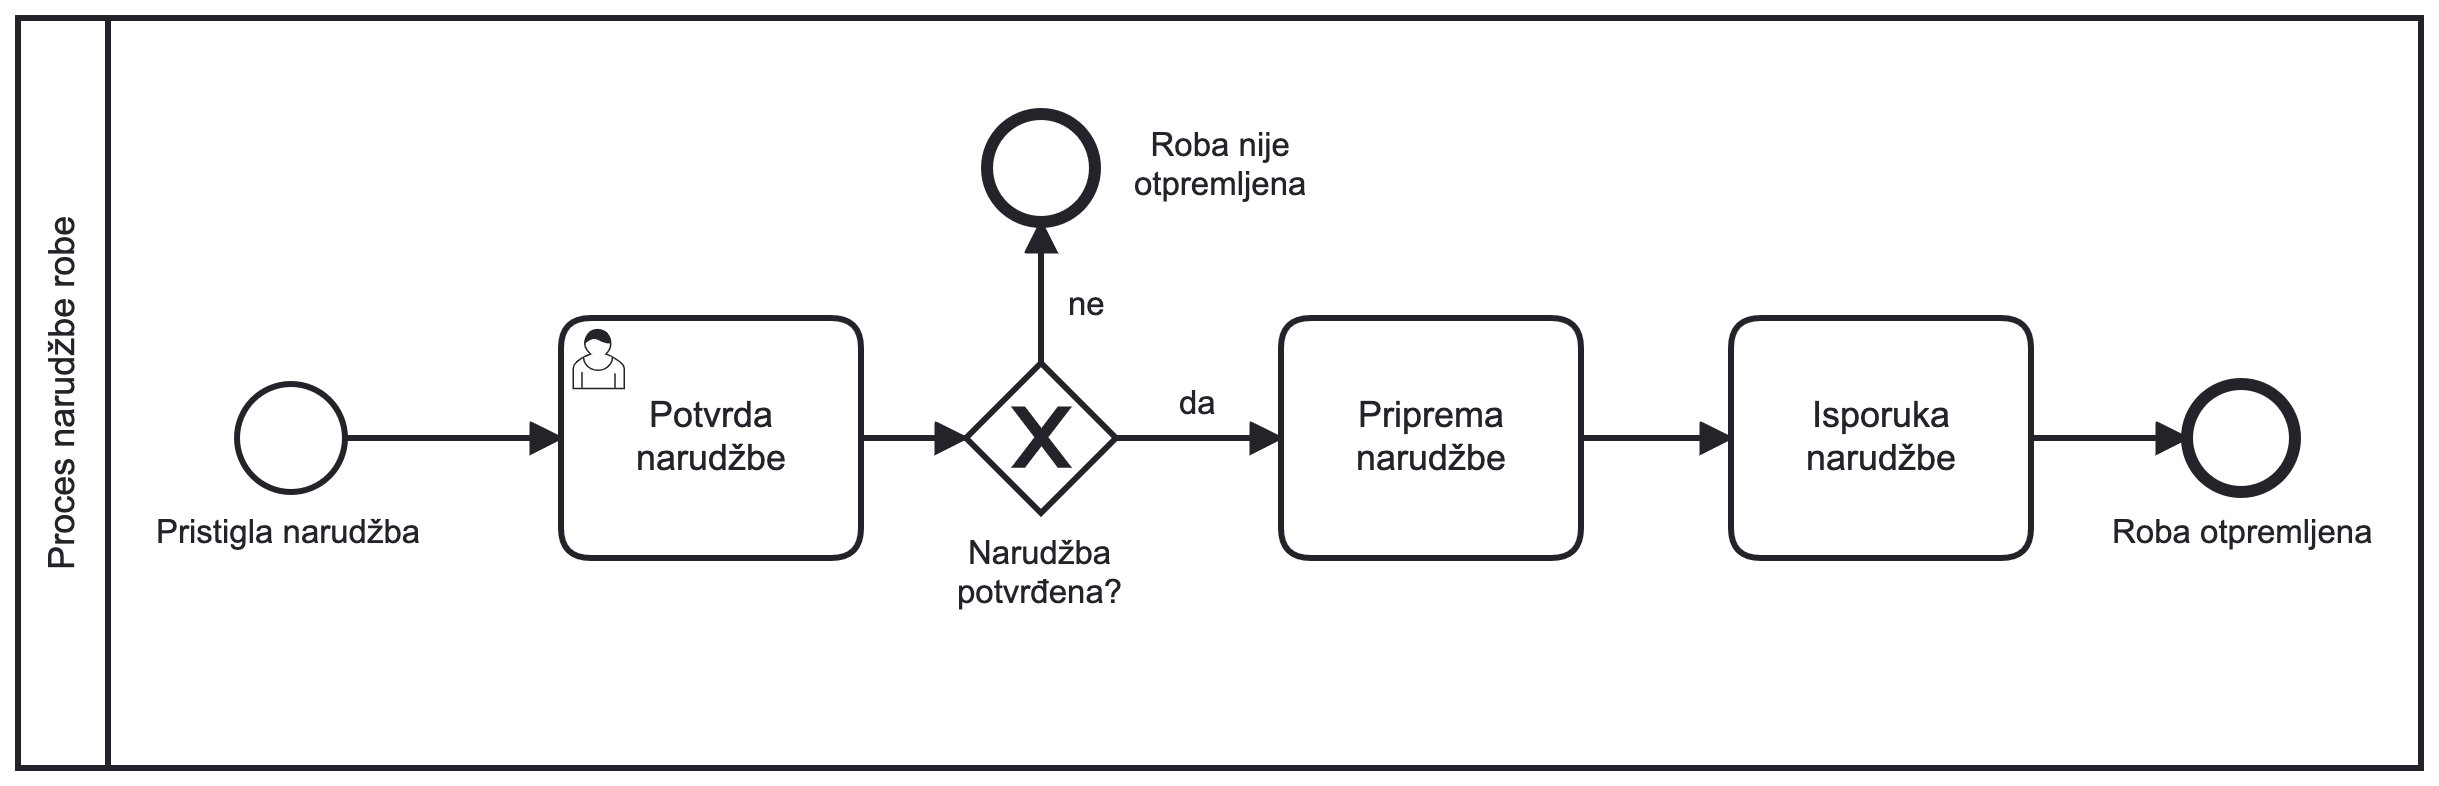 Proces narudžbe robe
Pristigla narudžba
Potvrda
narudžbe
Narudžba
potvrđena?
ne
Roba nije
otpremljena
da
Priprema
narudžbe
Isporuka
narudžbe
Roba otpremljena